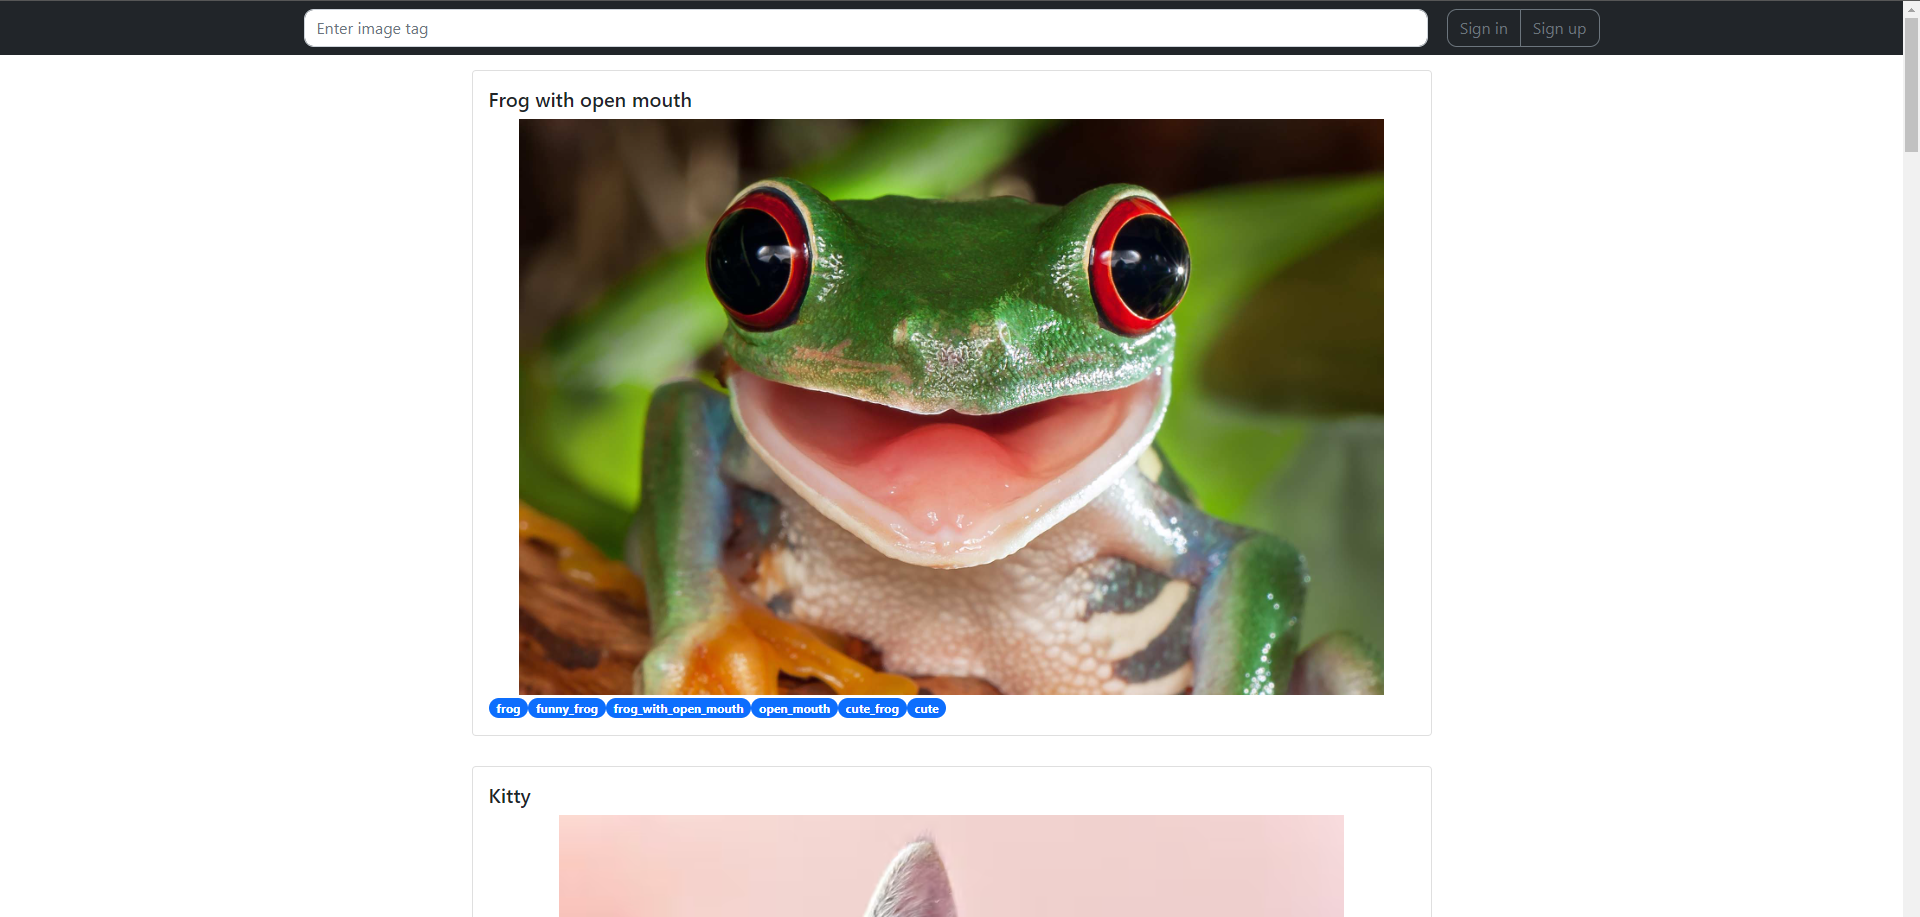 Enter image tag Sign in Sign up
Frog with open mouth
frog funny_frog frog_with_open_mouth open_mouth cute_frog cute
Kitty